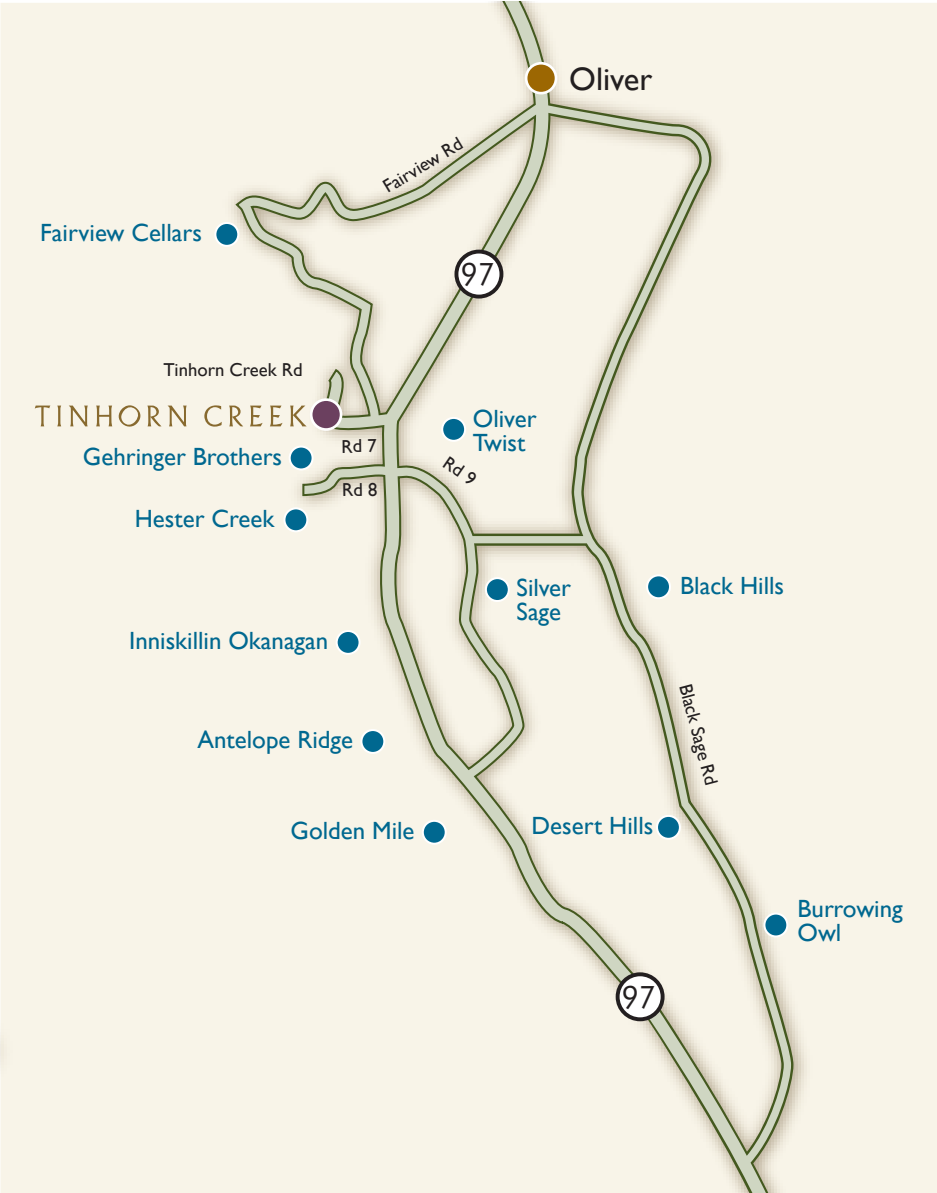 Oliver
Fairview Rd
Fairview Cellars
97
Tinhorn Creek Rd
TINHORN CREEK
Oliver
Twist
Rd 7
Gehringer Brothers
Rd 9
Rd 8
Hester Creek
Silver
Sage
Black Hills
Inniskillin Okanagan
Black Sage Rd
Antelope Ridge
Golden Mile
Desert Hills
Burrowing
Owl
97